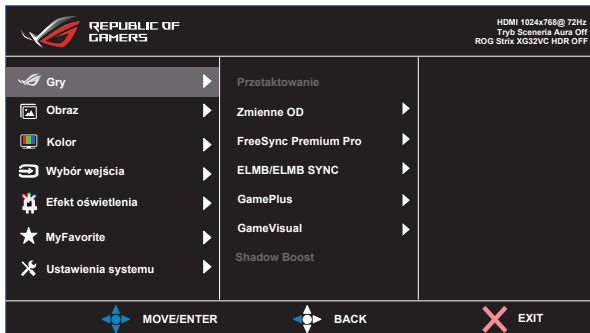 REPUBLIC OF
GAMERS
HDMI 1024x768@ 72Hz
Tryb Sceneria Aura Off
ROG Strix XG32VC HDR OFF
Gry
Obraz
Kolor
Wybór wejścia
Efekt oświetlenia
MyFavorite
Ustawienia systemu
Przetaktowanie
Zmienne OD
FreeSync Premium Pro
ELMB/ELMB SYNC
GamePlus
GameVisual
Shadow Boost
MOVE/ENTER
BACK
EXIT